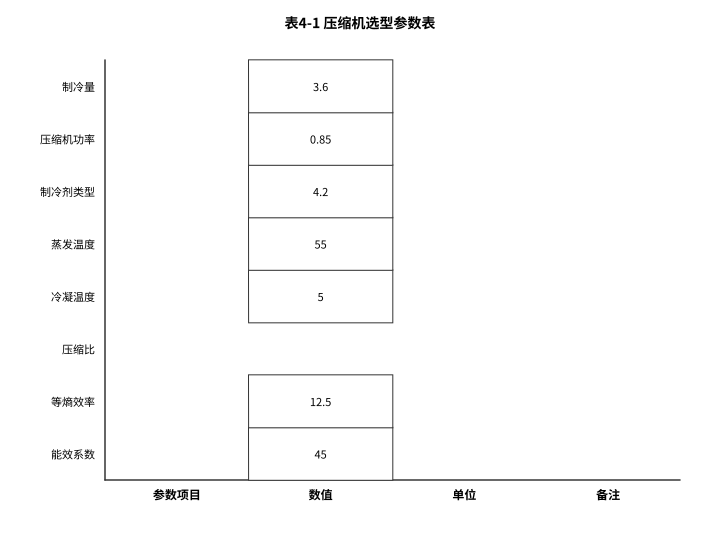 表4-1 压缩机选型参数表
制冷量 3.6
压缩机功率 0.85
制冷剂类型 4.2
蒸发温度 55
冷凝温度 5
压缩比
等熵效率 12.5
能效系数 45
参数项目 数值 单位 备注